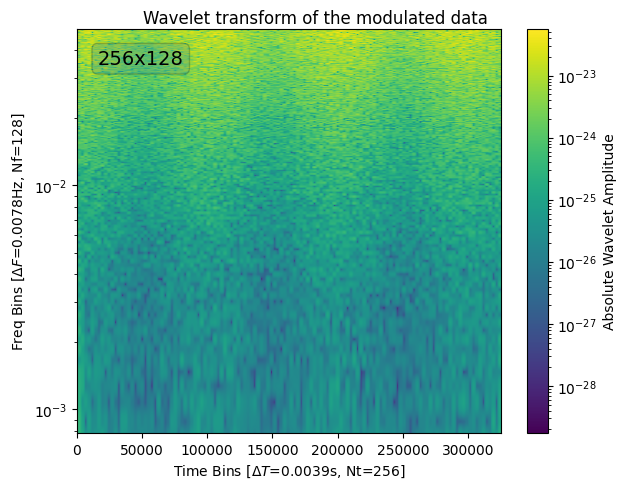 Wavelet transform of the modulated data
256x128
Freq Bins [ΔF=0.0078Hz, Nf=128]
10⁻²
10⁻³
0 50000 100000 150000 200000 250000 300000
Time Bins [ΔT=0.0039s, Nt=256]
10⁻²³
10⁻²⁴
10⁻²⁵
10⁻²⁶
10⁻²⁷
10⁻²⁸
Absolute Wavelet Amplitude